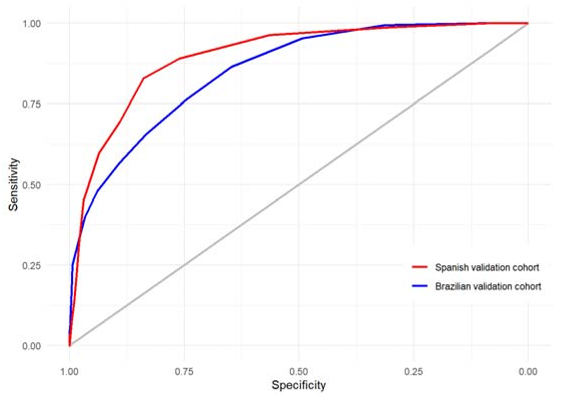 1.00
0.75
0.50
0.25
0.00
Sensitivity
Spanish validation cohort
Brazilian validation cohort
1.00 0.75 0.50 0.25 0.00
Specificity